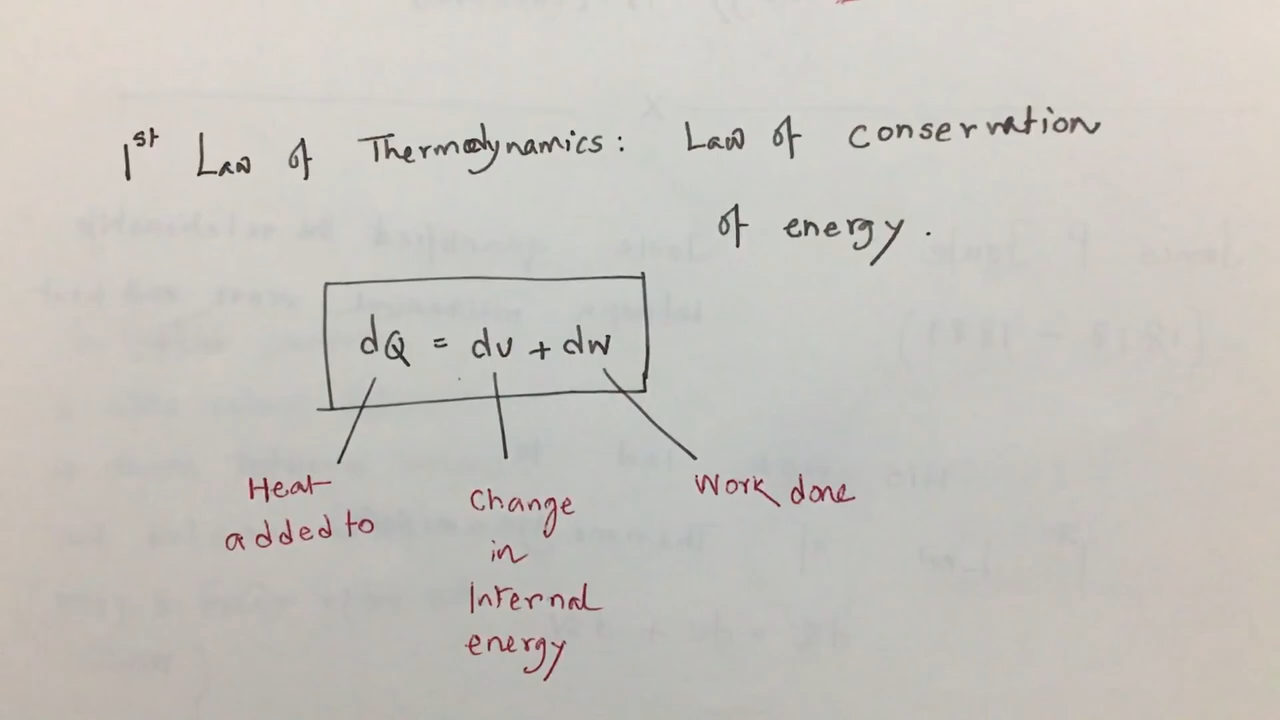 1st Law of Thermodynamics: Law of conservation
of energy.
dQ = du + dw
Heat
added to
Change
in
Internal
energy
Work done